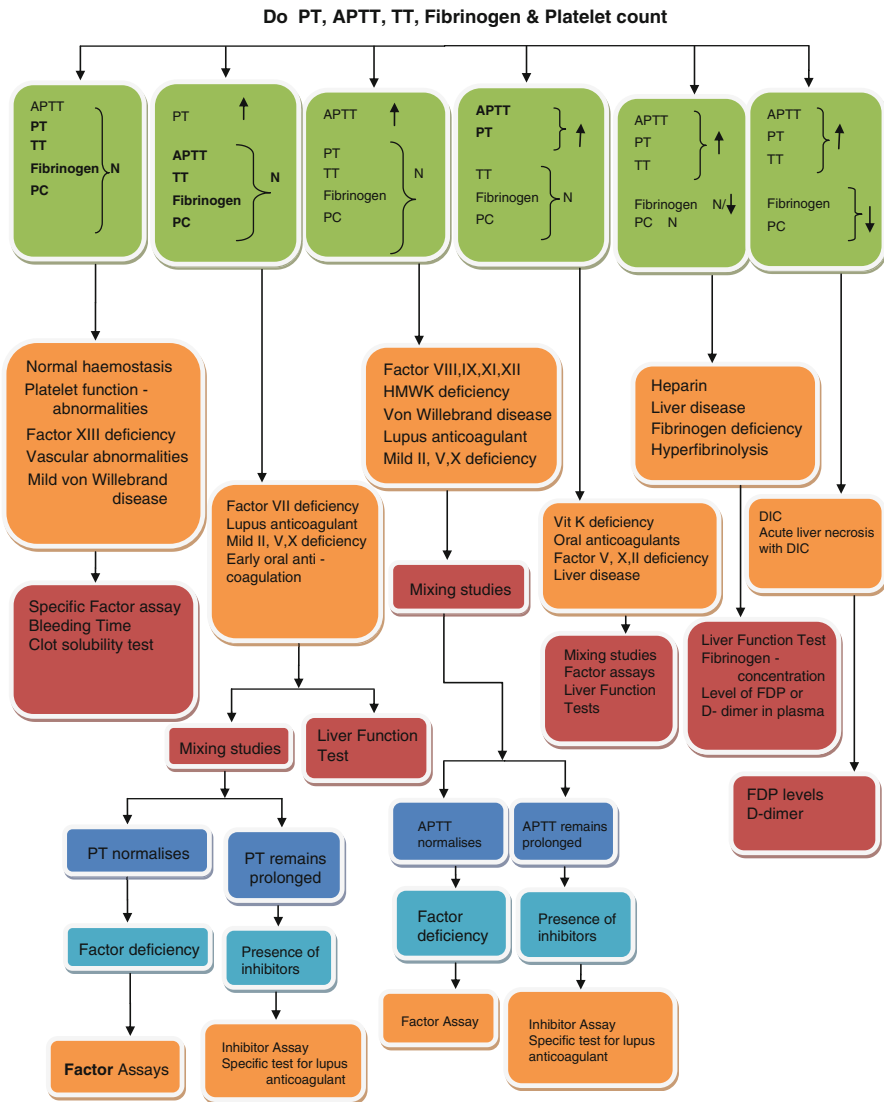 Do PT, APTT, TT, Fibrinogen & Platelet count
APTT
PT
TT
Fibrinogen N
PC
PT
APTT
TT N
Fibrinogen
PC
APTT
PT
TT N
Fibrinogen
PC
APTT
PT
TT
Fibrinogen N
PC
APTT
PT
TT
Fibrinogen N/↓
PC N
APTT
PT
TT
Fibrinogen
PC
Normal haemostasis
Platelet function -
abnormalities
Factor XIII deficiency
Vascular abnormalities
Mild von Willebrand
disease
Specific Factor assay
Bleeding Time
Clot solubility test
Factor VII deficiency
Lupus anticoagulant
Mild II, V,X deficiency
Early oral anti -
coagulation
Mixing studies
Liver Function
Test
PT normalises
PT remains
prolonged
Factor deficiency
Presence of
inhibitors
Factor Assays
Inhibitor Assay
Specific test for lupus
anticoagulant
Factor VIII,IX,XI,XII
HMWK deficiency
Von Willebrand disease
Lupus anticoagulant
Mild II, V,X deficiency
Mixing studies
APTT
normalises
APTT remains
prolonged
Factor
deficiency
Presence of
inhibitors
Factor Assay
Inhibitor Assay
Specific test for lupus
anticoagulant
Vit K deficiency
Oral anticoagulants
Factor V, X,II deficiency
Liver disease
Mixing studies
Factor assays
Liver Function
Tests
Heparin
Liver disease
Fibrinogen deficiency
Hyperfibrinolysis
Liver Function Test
Fibrinogen -
concentration
Level of FDP or
D- dimer in plasma
DIC
Acute liver necrosis
with DIC
FDP levels
D-dimer